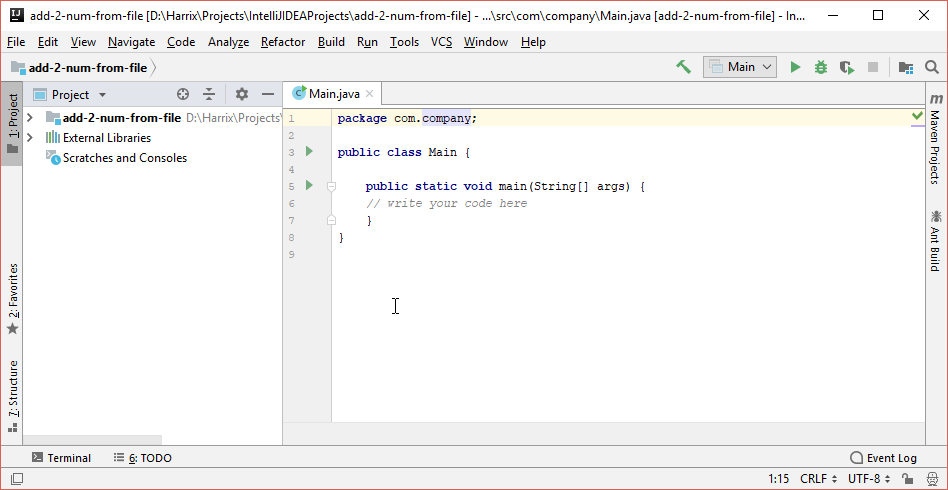 add-2-num-from-file [D:\Harrix\Projects\IntelliJIDEAProjects\add-2-num-from-file] - ...\src\com\company\Main.java [add-2-num-from-file] - In...
File Edit View Navigate Code Analyze Refactor Build Run Tools VCS Window Help
add-2-num-from-file
Main
1: Project
2: Favorites
7: Structure
Project
add-2-num-from-file D:\Harrix\Projects\
External Libraries
Scratches and Consoles
Main.java
1 package com.company;
2
3 public class Main {
4
5 public static void main(String[] args) {
6 // write your code here
7 }
8 }
9
Maven Projects
Ant Build
Terminal 6: TODO Event Log
1:15 CRLF UTF-8